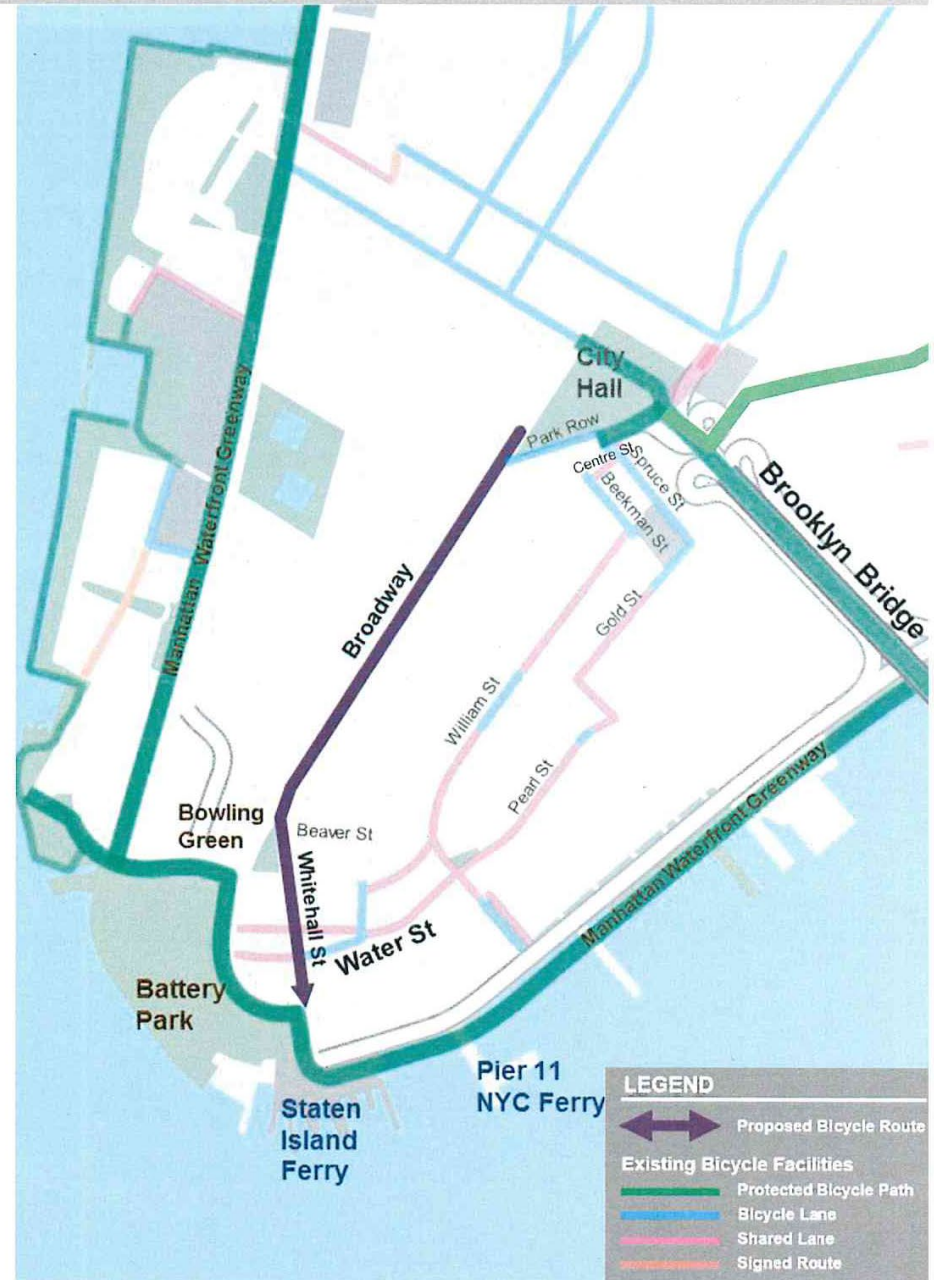 City
Hall
Park Row
Centre St
Spruce St
Beekman St
Brooklyn Bridge
Manhattan Waterfront Greenway
Broadway
Gold St
William St
Pearl St
Bowling
Green
Beaver St
Whitehall St
Water St
Manhattan Waterfront Greenway
Battery
Park
Pier 11
NYC Ferry
Staten
Island
Ferry
LEGEND
Proposed Bicycle Route
Existing Bicycle Facilities
Protected Bicycle Path
Bicycle Lane
Shared Lane
Signed Route